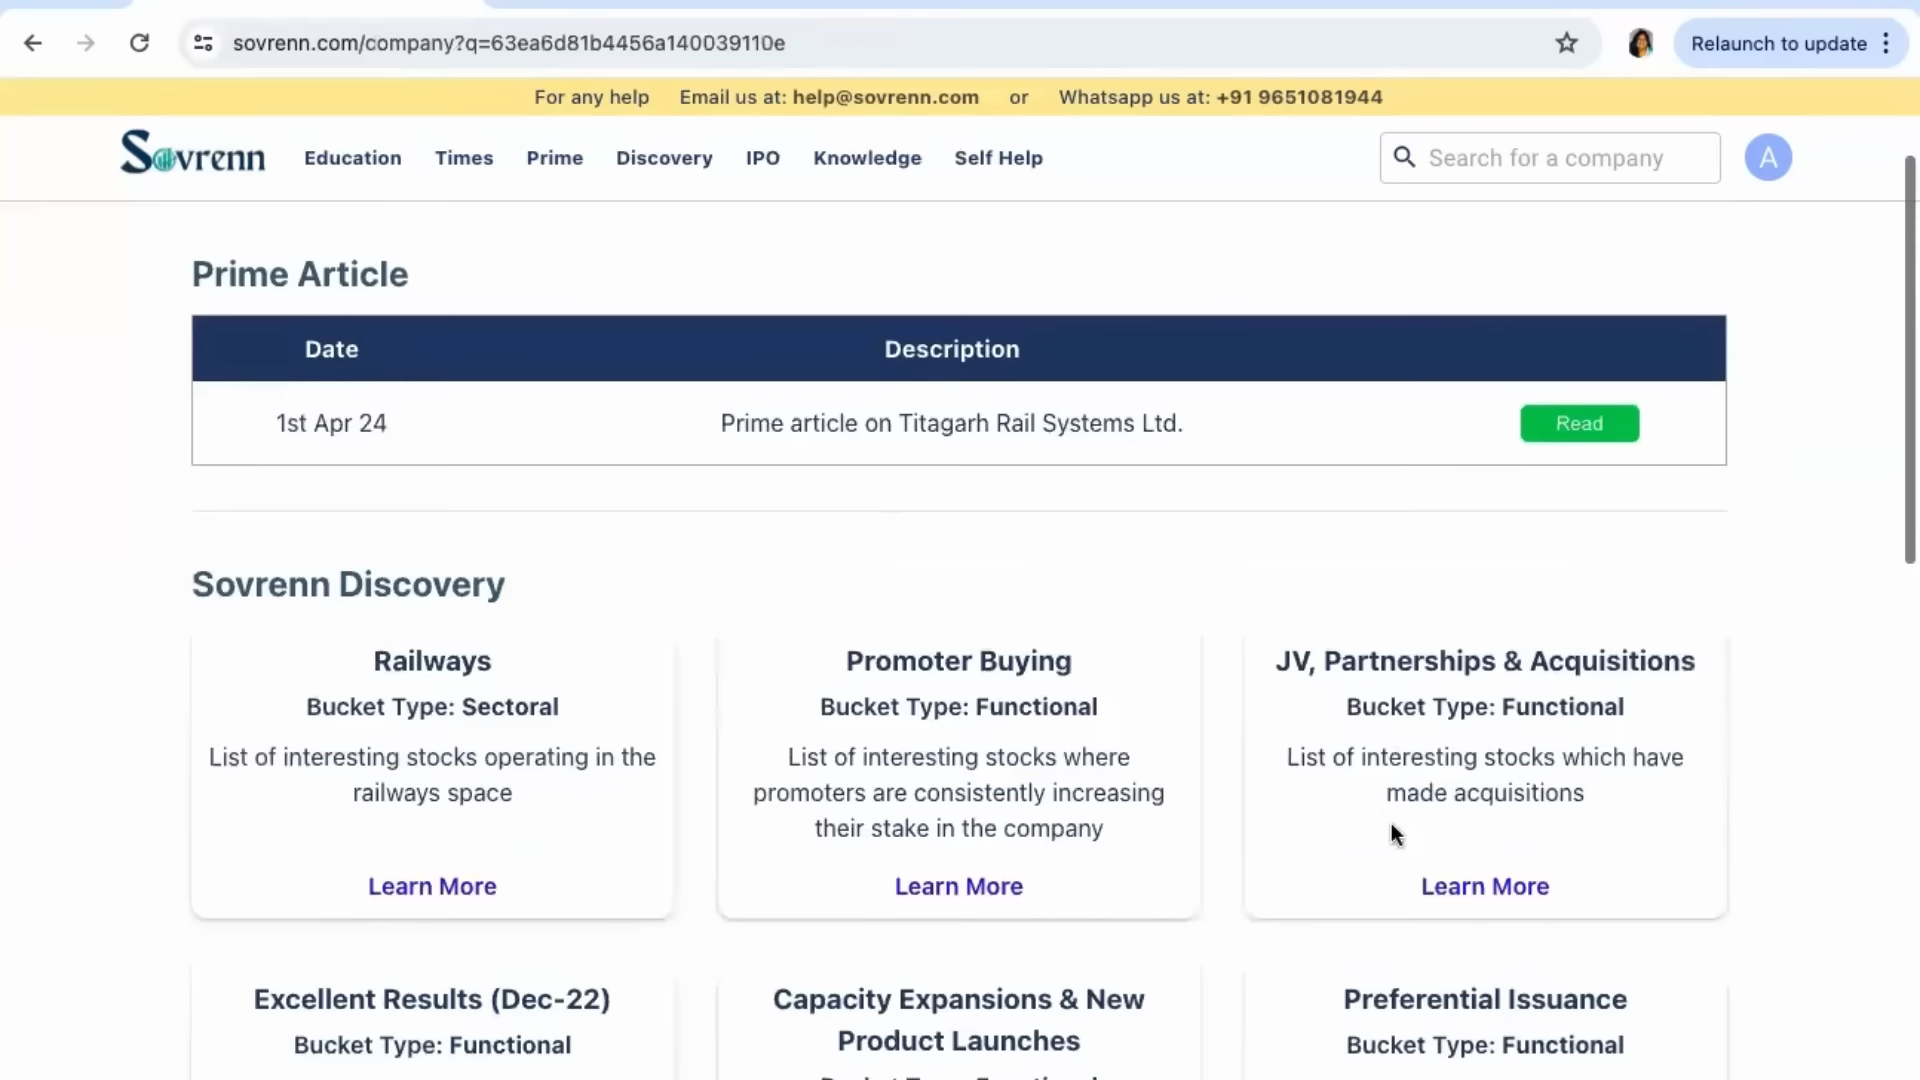 sovrenn.com/company?q=63ea6d81b4456a140039110e
Relaunch to update
For any help Email us at: help@sovrenn.com or Whatsapp us at: +91 9651081944
Sovrenn Education Times Prime Discovery IPO Knowledge Self Help Search for a company A
Prime Article
Date Description
1st Apr 24 Prime article on Titagarh Rail Systems Ltd. Read
Sovrenn Discovery
Railways
Bucket Type: Sectoral
List of interesting stocks operating in the
railways space
Learn More
Promoter Buying
Bucket Type: Functional
List of interesting stocks where
promoters are consistently increasing
their stake in the company
Learn More
JV, Partnerships & Acquisitions
Bucket Type: Functional
List of interesting stocks which have
made acquisitions
Learn More
Excellent Results (Dec-22)
Bucket Type: Functional
Capacity Expansions & New
Product Launches
Preferential Issuance
Bucket Type: Functional